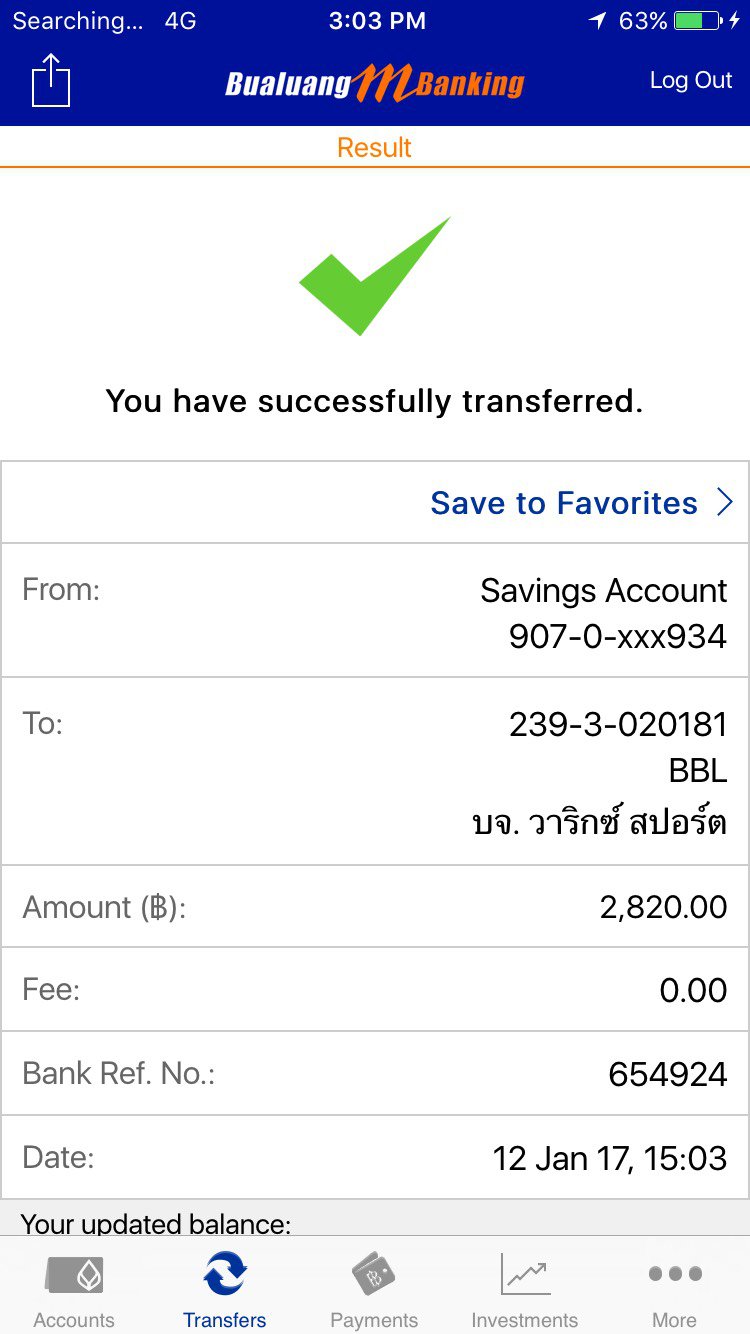 Searching... 4G 3:03 PM 63%
Bualuang mBanking Log Out
Result
You have successfully transferred.
Save to Favorites
From: Savings Account
907-0-xxx934
To: 239-3-020181
BBL
บจ. วาริกซ์ สปอร์ต
Amount (฿): 2,820.00
Fee: 0.00
Bank Ref. No.: 654924
Date: 12 Jan 17, 15:03
Your updated balance:
Accounts Transfers Payments Investments More